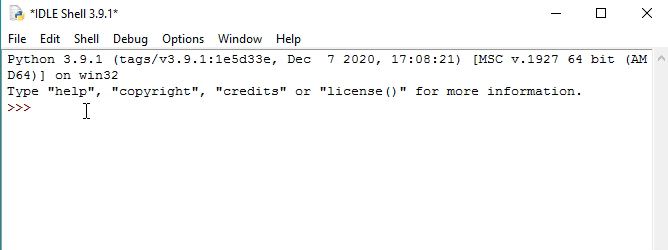 *IDLE Shell 3.9.1*
File Edit Shell Debug Options Window Help
Python 3.9.1 (tags/v3.9.1:1e5d33e, Dec  7 2020, 17:08:21) [MSC v.1927 64 bit (AM
D64)] on win32
Type "help", "copyright", "credits" or "license()" for more information.
>>>